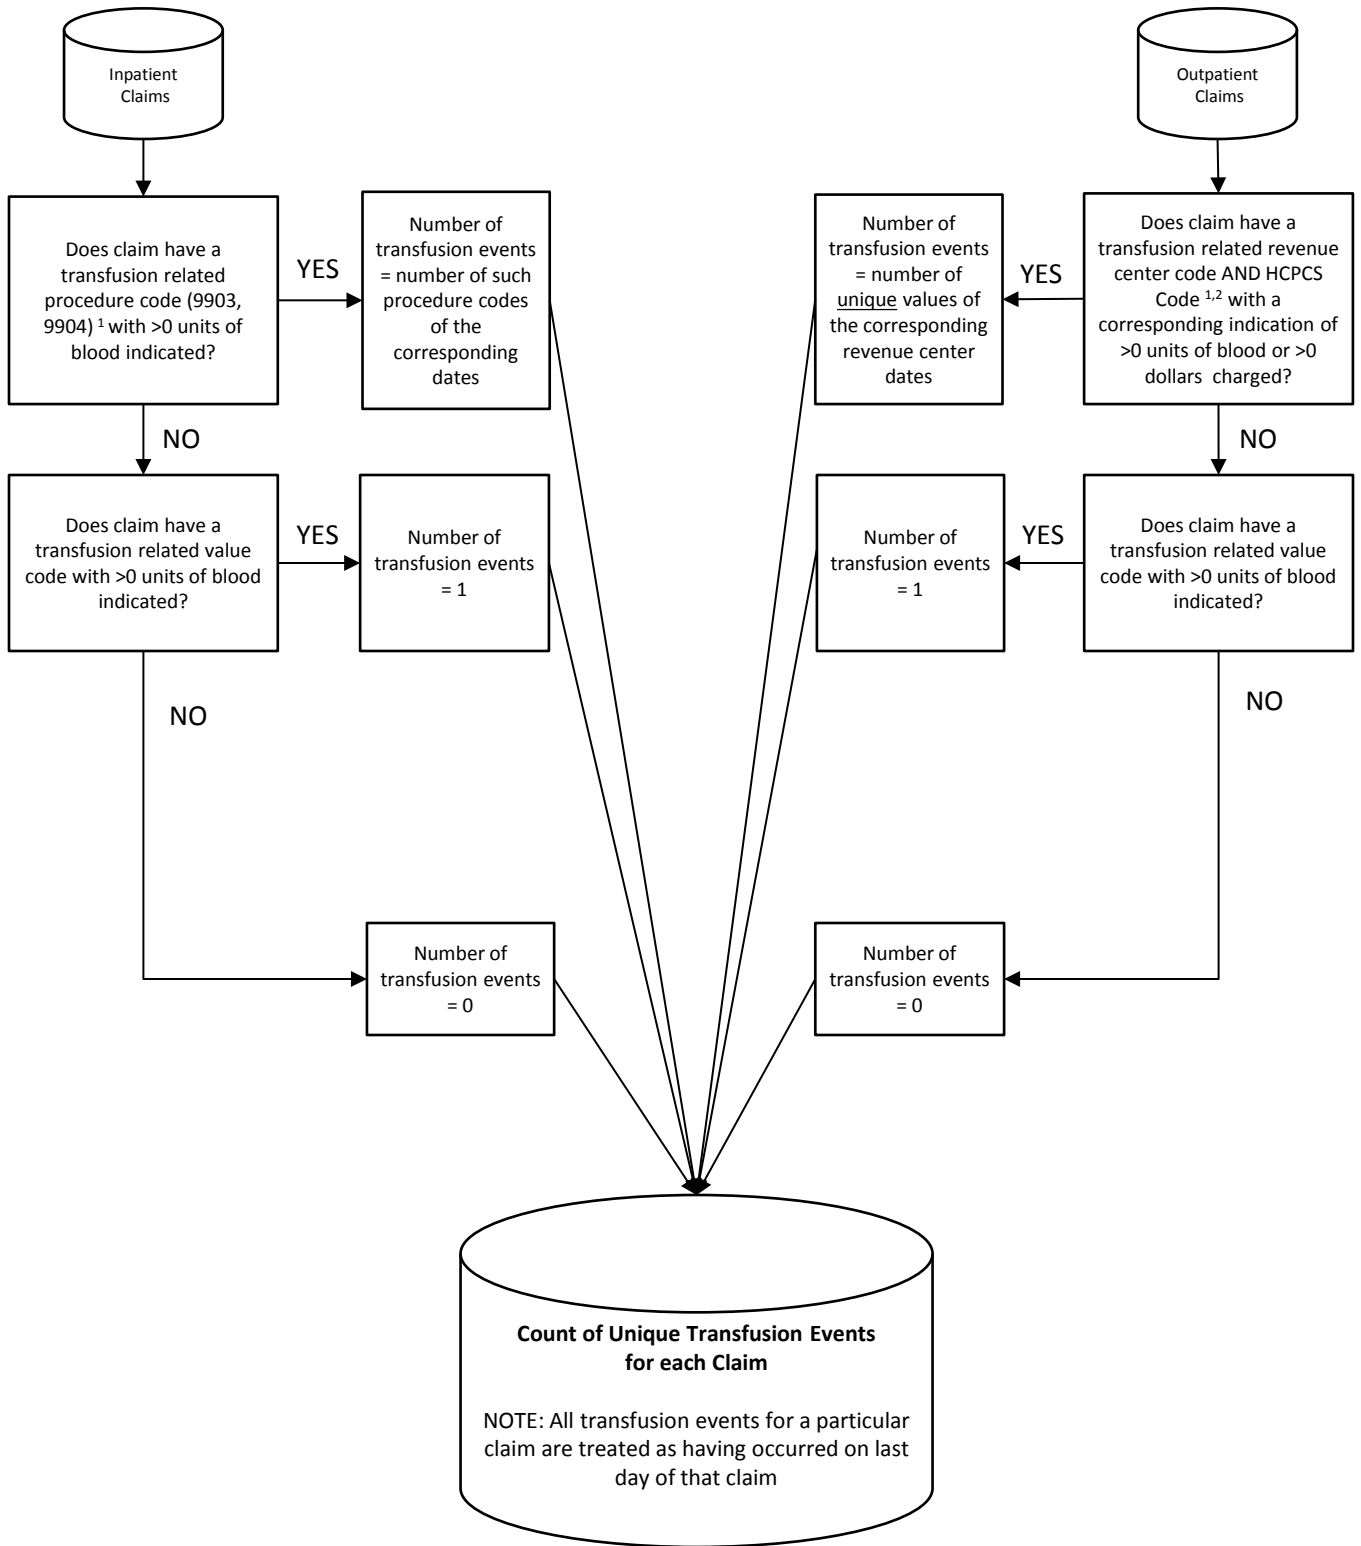 Inpatient
Claims
Outpatient
Claims
Does claim have a
transfusion related
procedure code (9903,
9904) 1 with >0 units of
blood indicated?
YES
Number of
transfusion events
= number of such
procedure codes
of the
corresponding
dates
Number of
transfusion events
= number of
unique values of
the corresponding
revenue center
dates
YES
Does claim have a
transfusion related revenue
center code AND HCPCS
Code 1,2 with a
corresponding indication of
>0 units of blood or >0
dollars charged?
NO
NO
Does claim have a
transfusion related value
code with >0 units of blood
indicated?
YES
Number of
transfusion events
= 1
Number of
transfusion events
= 1
YES
Does claim have a
transfusion related value
code with >0 units of blood
indicated?
NO
NO
Number of
transfusion events
= 0
Number of
transfusion events
= 0
Count of Unique Transfusion Events
for each Claim
NOTE: All transfusion events for a particular
claim are treated as having occurred on last
day of that claim